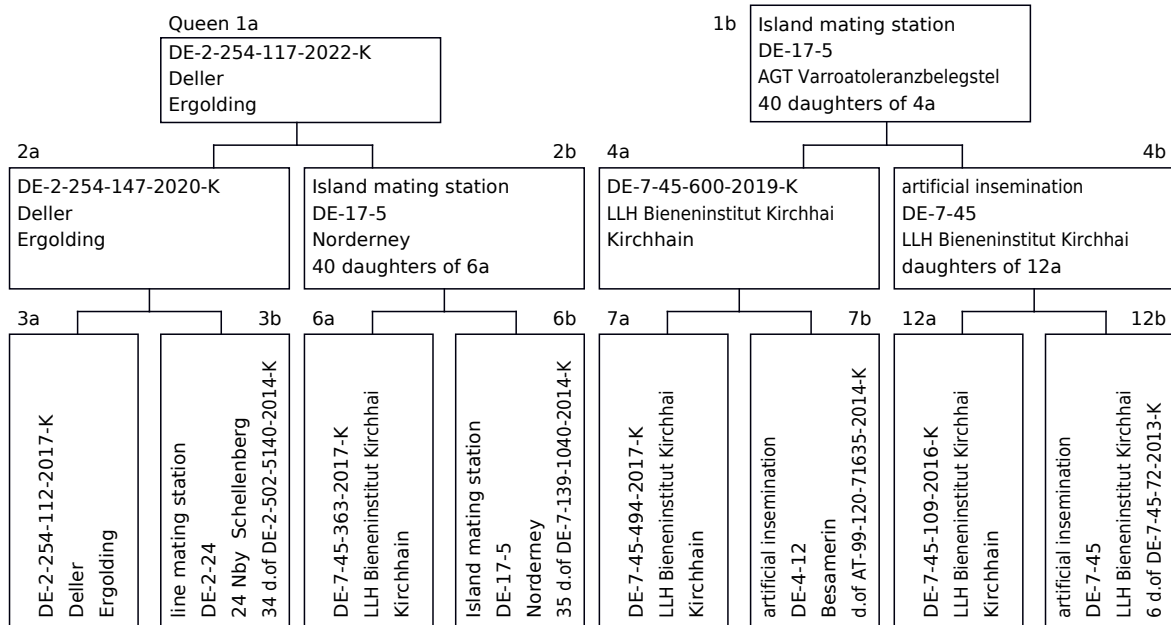 Queen 1a
DE-2-254-117-2022-K
Deller
Ergolding
1b
Island mating station
DE-17-5
AGT Varroatoleranzbelegstel
40 daughters of 4a
2a
DE-2-254-147-2020-K
Deller
Ergolding
2b
Island mating station
DE-17-5
Norderney
40 daughters of 6a
4a
DE-7-45-600-2019-K
LLH Bieneninstitut Kirchhai
Kirchhain
4b
artificial insemination
DE-7-45
LLH Bieneninstitut Kirchhai
daughters of 12a
3a
DE-2-254-112-2017-K
Deller
Ergolding
3b
line mating station
DE-2-24
24 Nby Schellenberg
34 d.of DE-2-502-5140-2014-K
6a
DE-7-45-363-2017-K
LLH Bieneninstitut Kirchhai
Kirchhain
6b
Island mating station
DE-17-5
Norderney
35 d.of DE-7-139-1040-2014-K
7a
DE-7-45-494-2017-K
LLH Bieneninstitut Kirchhai
Kirchhain
7b
artificial insemination
DE-4-12
Besamerin
d.of AT-99-120-71635-2014-K
12a
DE-7-45-109-2016-K
LLH Bieneninstitut Kirchhai
Kirchhain
12b
artificial insemination
DE-7-45
LLH Bieneninstitut Kirchhai
6 d.of DE-7-45-72-2013-K